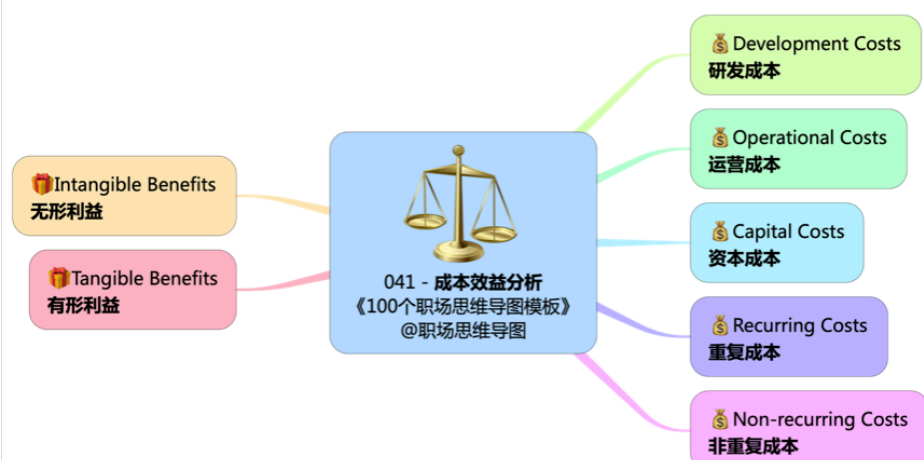 Intangible Benefits
无形利益
Tangible Benefits
有形利益
041 - 成本效益分析
《100个职场思维导图模板》
@职场思维导图
Development Costs
研发成本
Operational Costs
运营成本
Capital Costs
资本成本
Recurring Costs
重复成本
Non-recurring Costs
非重复成本